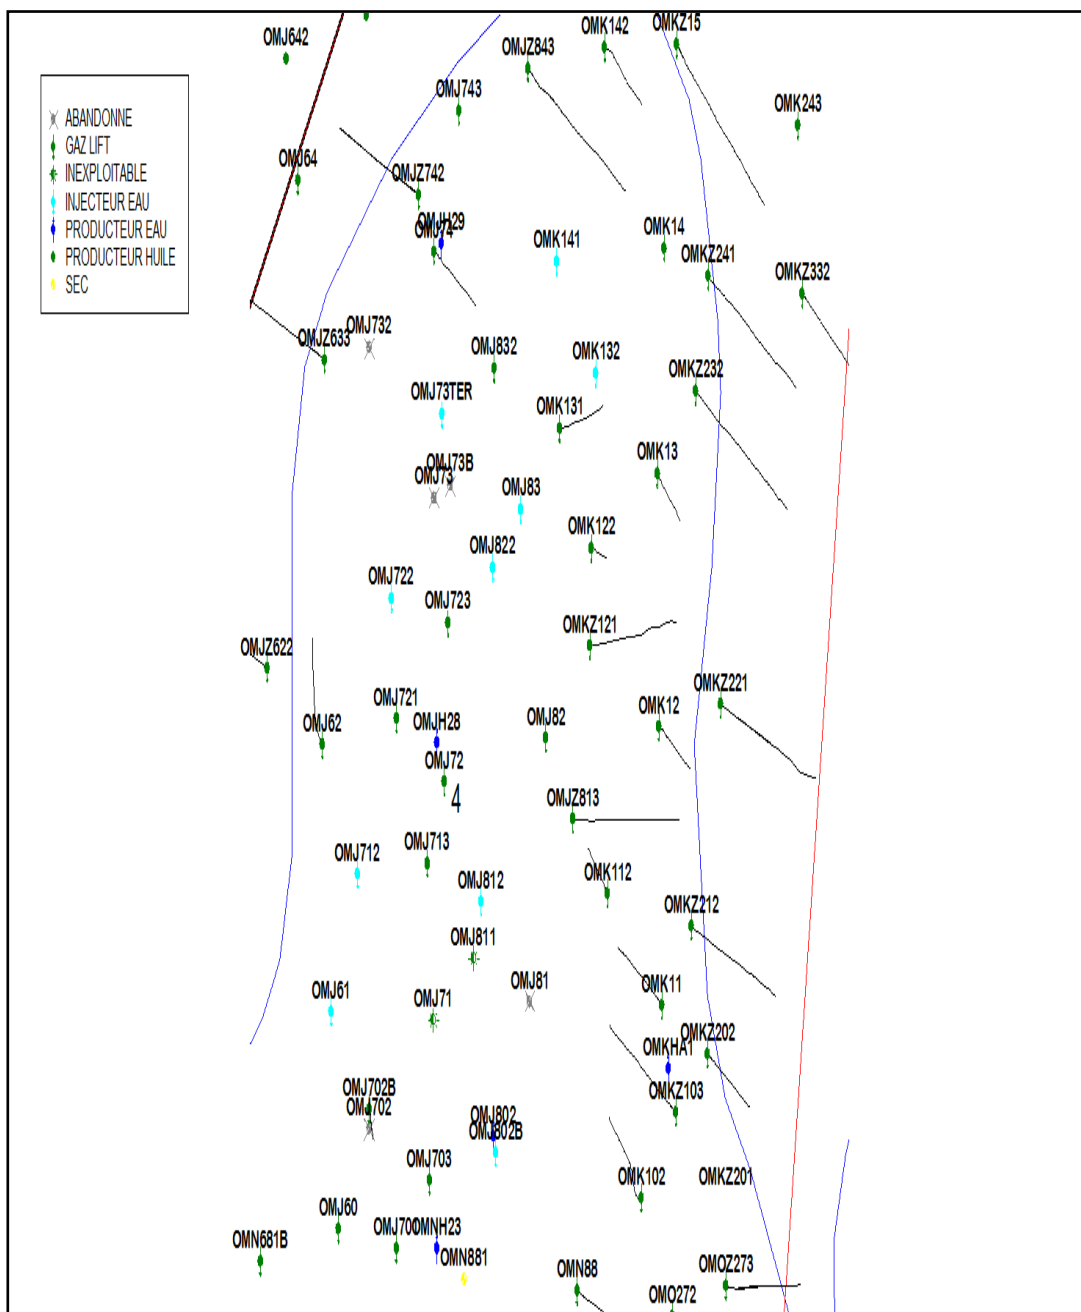 OMJ642
OMK142
OMKZ15
OMJZ843
OMJ743
OMK243
ABANDONNE
GAZ LIFT
INEXPLOITABLE
INJECTEUR EAU
PRODUCTEUR EAU
PRODUCTEUR HUILE
SEC
OMJ64
OMJZ742
OMJH29
OMJ74
OMK141
OMK14
OMKZ241
OMKZ332
OMJ732
OMJZ633
OMJ832
OMK132
OMKZ232
OMJ73TER
OMK131
OMK13
OMJ73B
OMJ73
OMJ83
OMK122
OMJ822
OMJ722
OMJ723
OMKZ121
OMJZ622
OMJ721
OMKZ221
OMJH28
OMJ62
OMJ82
OMK12
OMJ72
4
OMJZ813
OMJ713
OMJ712
OMJ812
OMK112
OMKZ212
OMJ811
OMJ61
OMJ71
OMJ81
OMK11
OMKZ202
OMKHA1
OMJ702B
OMJ702
OMKZ103
OMJ802
OMJ802B
OMJ703
OMK102
OMKZ201
OMJ60
OMN681B
OMJ700
OMNH23
OMN881
OMN88
OMOZ273
OMO272